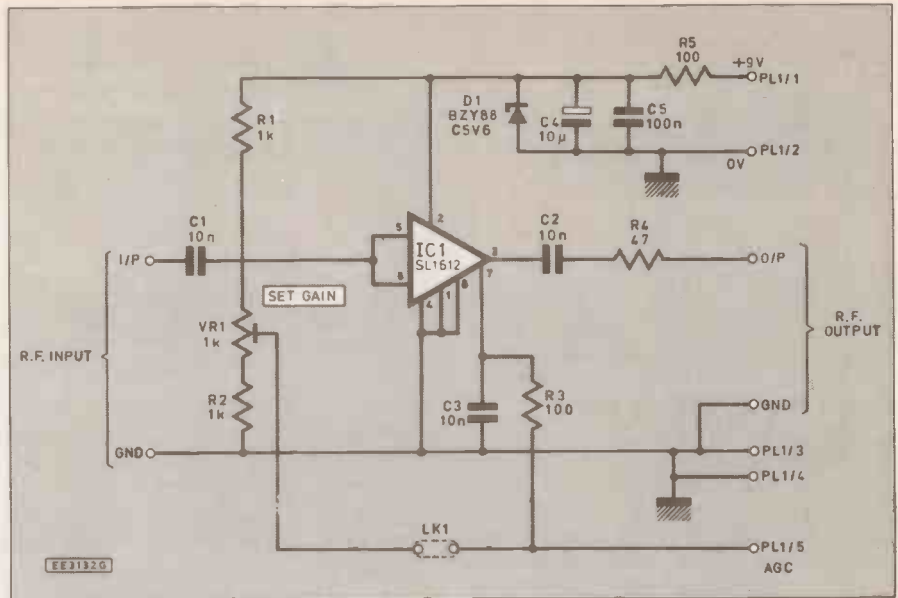 R5
100
+9V
PL1/1
R1
1k
D1
BZY88
C5V6
C4
10µ
C5
100n
PL1/2
0V
C1
10n
I/P
5
6
2
IC1
SL1612
3
7
4
1
8
C2
10n
R4
47
O/P
SET GAIN
R.F. INPUT
VR1
1k
R.F.
OUTPUT
R2
1k
C3
10n
R3
100
GND
GND
PL1/3
PL1/4
LK1
PL1/5
AGC
EE3132G